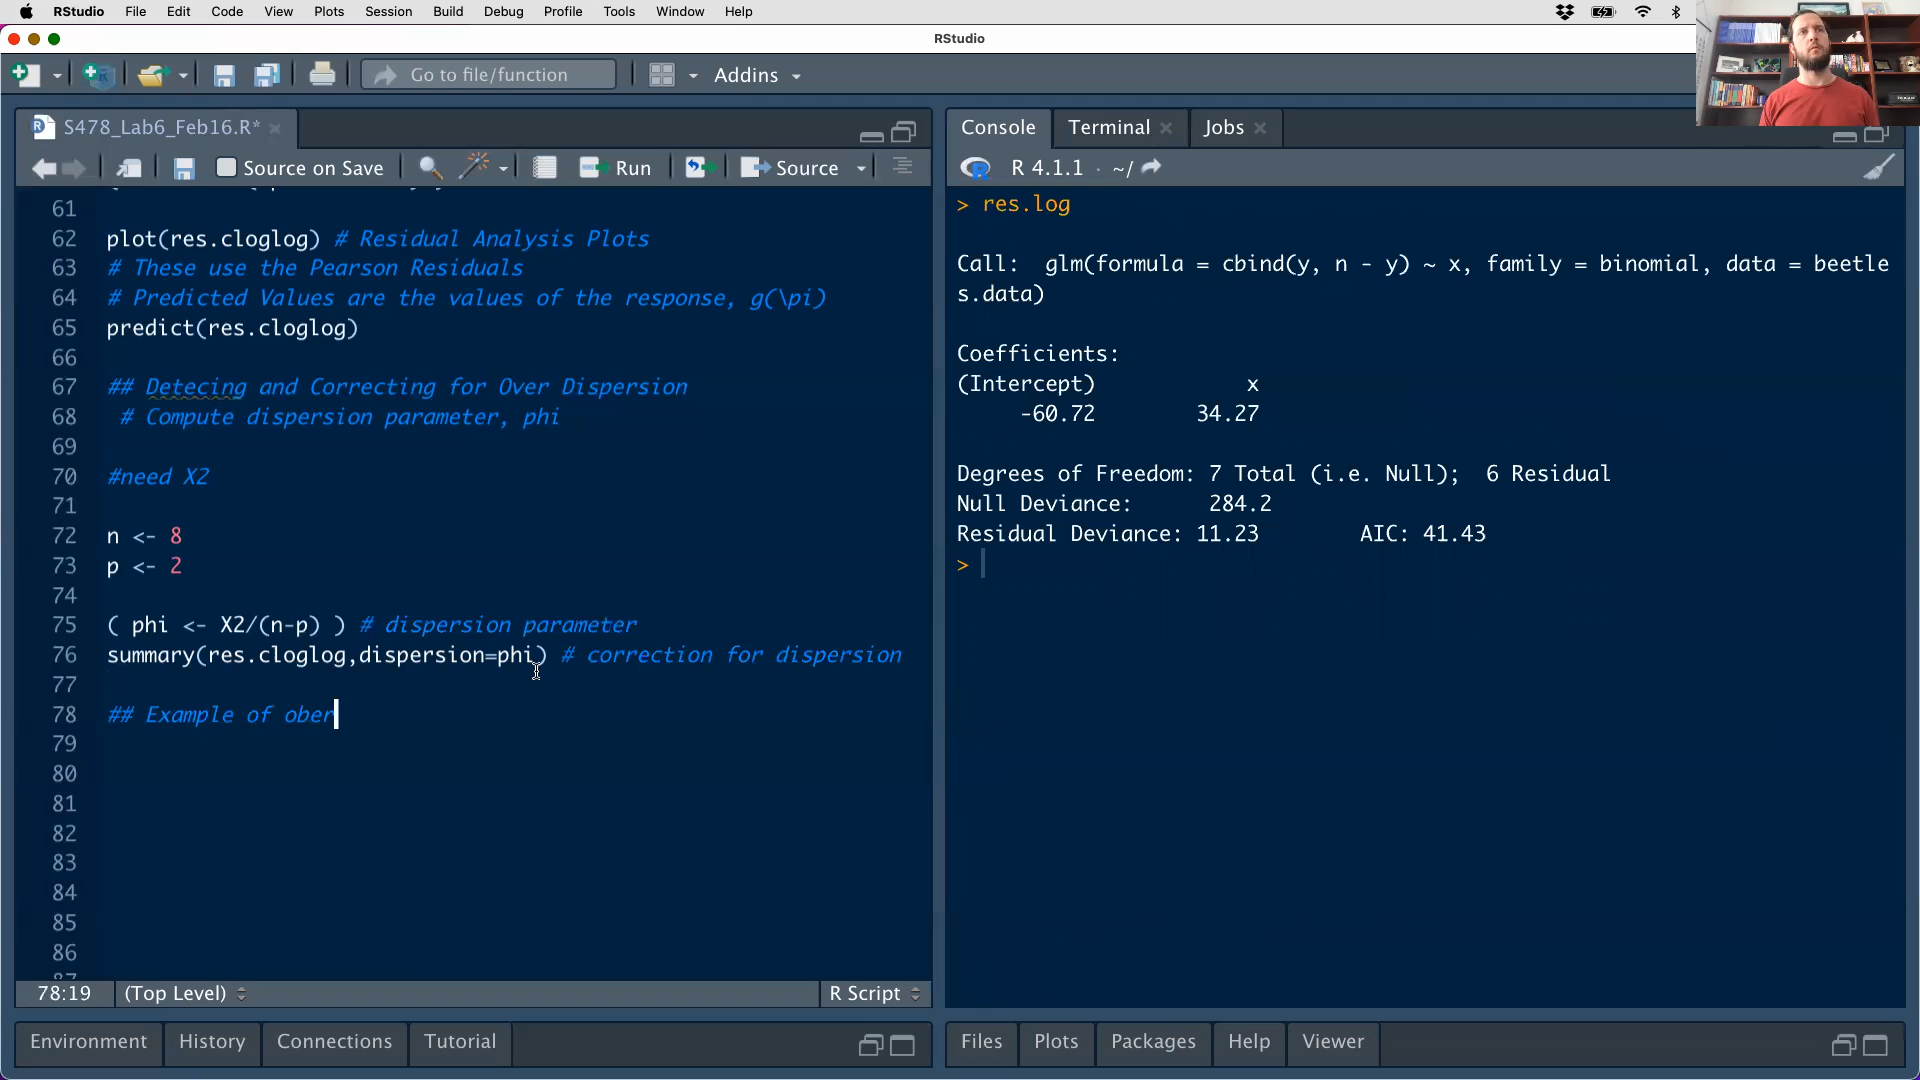 RStudio File Edit Code View Plots Session Build Debug Profile Tools Window Help
RStudio
Go to file/function Addins
S478_Lab6_Feb16.R*
Source on Save Run Source
61
62 plot(res.cloglog) # Residual Analysis Plots
63 # These use the Pearson Residuals
64 # Predicted Values are the values of the response, g(\pi)
65 predict(res.cloglog)
66
67 ## Detecing and Correcting for Over Dispersion
68 # Compute dispersion parameter, phi
69
70 #need X2
71
72 n <- 8
73 p <- 2
74
75 ( phi <- X2/(n-p) ) # dispersion parameter
76 summary(res.cloglog,dispersion=phi) # correction for dispersion
77
78 ## Example of ober
79
80
81
82
83
84
85
86
78:19 (Top Level) R Script
Environment History Connections Tutorial
Console Terminal Jobs
R 4.1.1 · ~/
> res.log
Call: glm(formula = cbind(y, n - y) ~ x, family = binomial, data = beetle
s.data)
Coefficients:
(Intercept) x
-60.72 34.27
Degrees of Freedom: 7 Total (i.e. Null); 6 Residual
Null Deviance: 284.2
Residual Deviance: 11.23 AIC: 41.43
>
Files Plots Packages Help Viewer